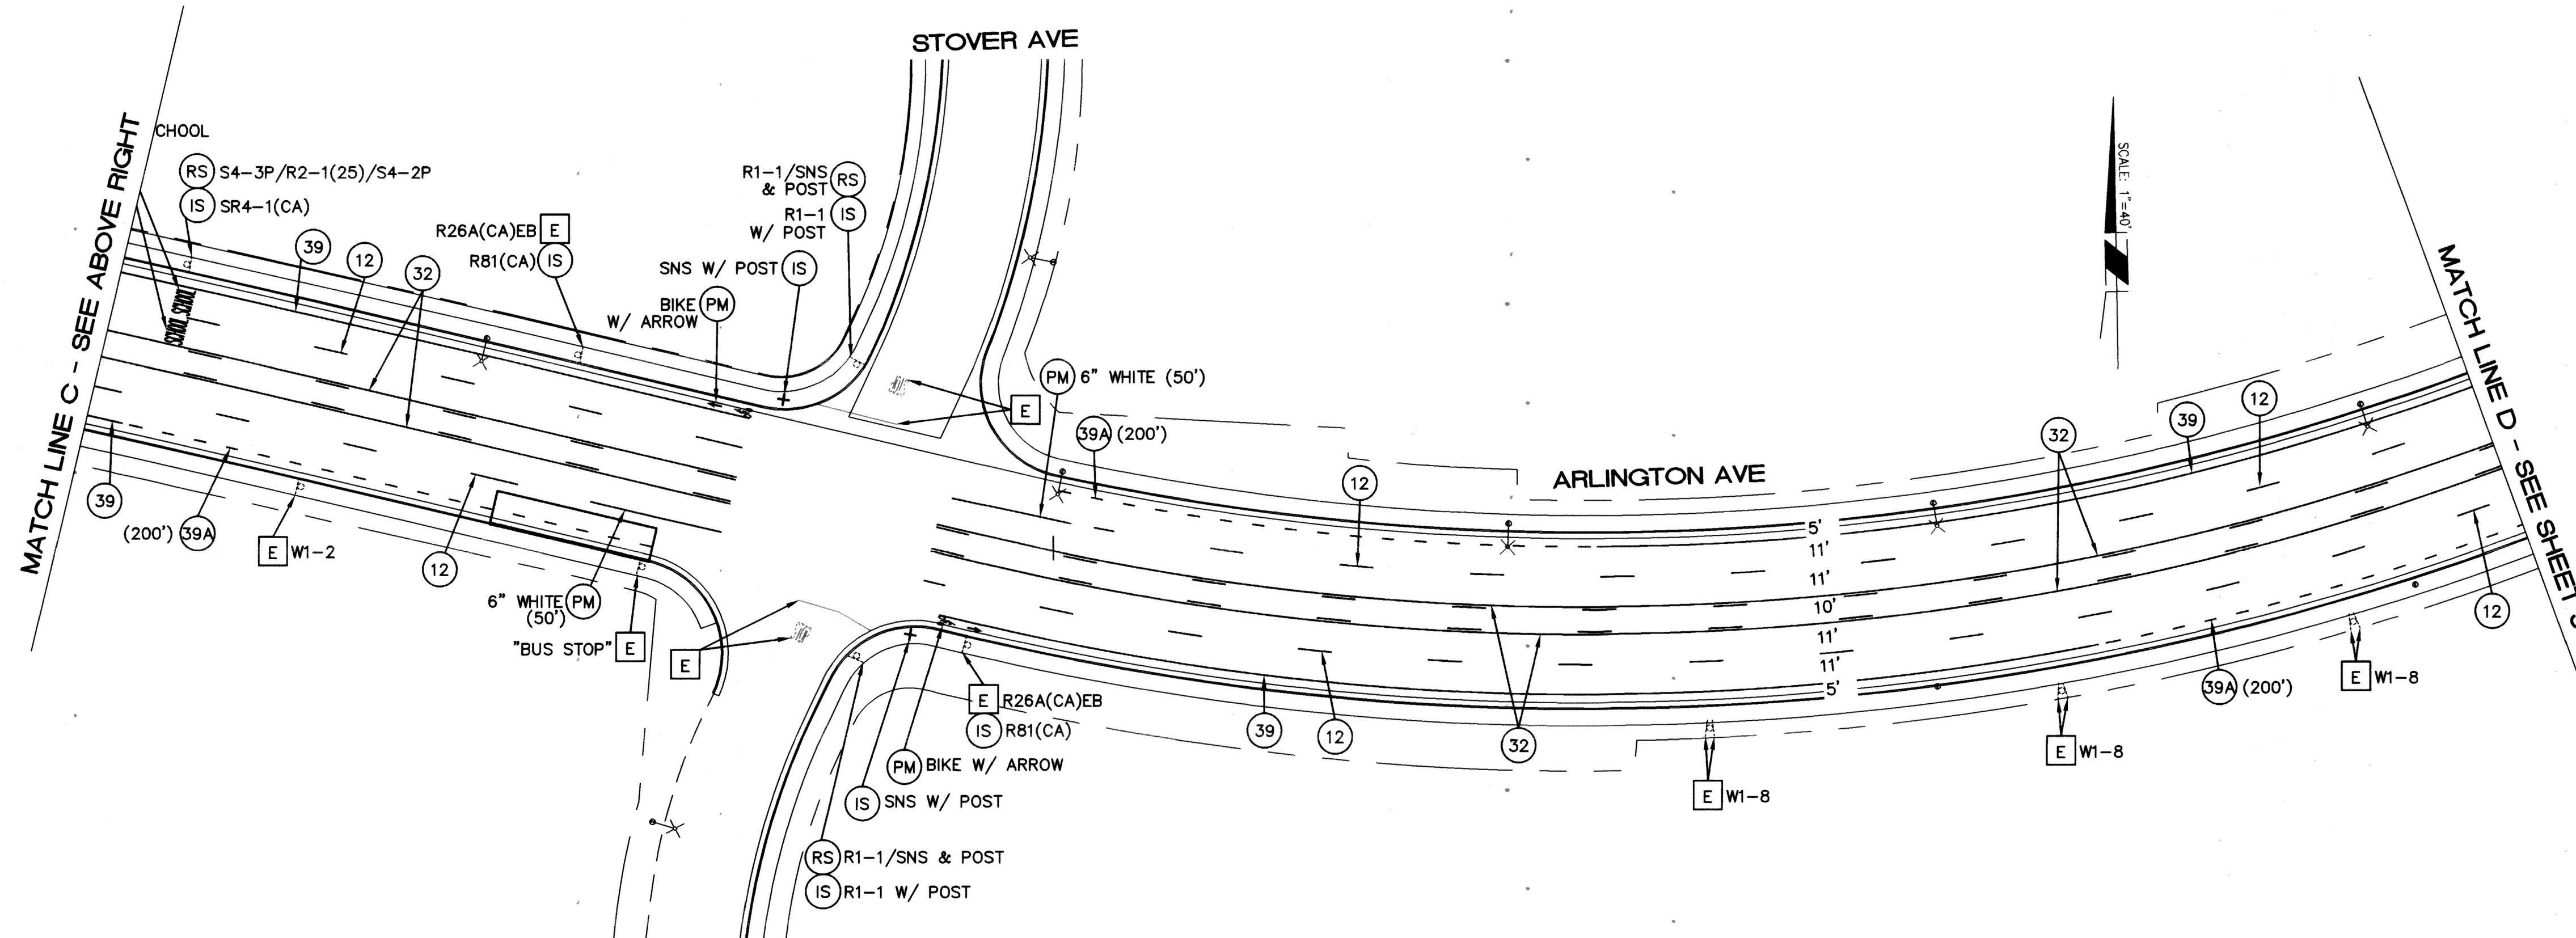 STOVER AVE
MATCH LINE C - SEE ABOVE RIGHT
CHOOL
RS S4-3P/R2-1(25)/S4-2P
IS SR4-1(CA)
39
12
32
R26A(CA)EB E
R81(CA) IS
SCHOOL SCHOOL
R1-1/SNS
& POST RS
R1-1 IS
W/ POST
SNS W/ POST IS
BIKE PM
W/ ARROW
E
PM 6" WHITE (50')
39A (200')
12
ARLINGTON AVE
32
39
12
SCALE: 1"=40'
MATCH LINE D - SEE SHEET
5'
11'
11'
10'
11'
11'
5'
39
(200') 39A
E W1-2
12
6" WHITE PM
(50')
"BUS STOP" E
E
E R26A(CA)EB
IS R81(CA)
PM BIKE W/ ARROW
IS SNS W/ POST
RS R1-1/SNS & POST
IS R1-1 W/ POST
39
12
32
E W1-8
E W1-8
39A (200')
E W1-8
12